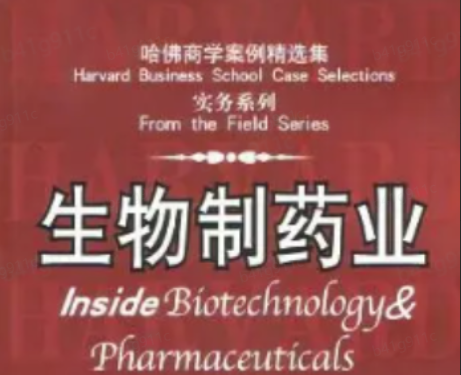 哈佛商学案例精选集
Harvard Business School Case Selections
实务系列
From the Field Series
生物制药业
Inside Biotechnology&
Pharmaceuticals
HARVARD